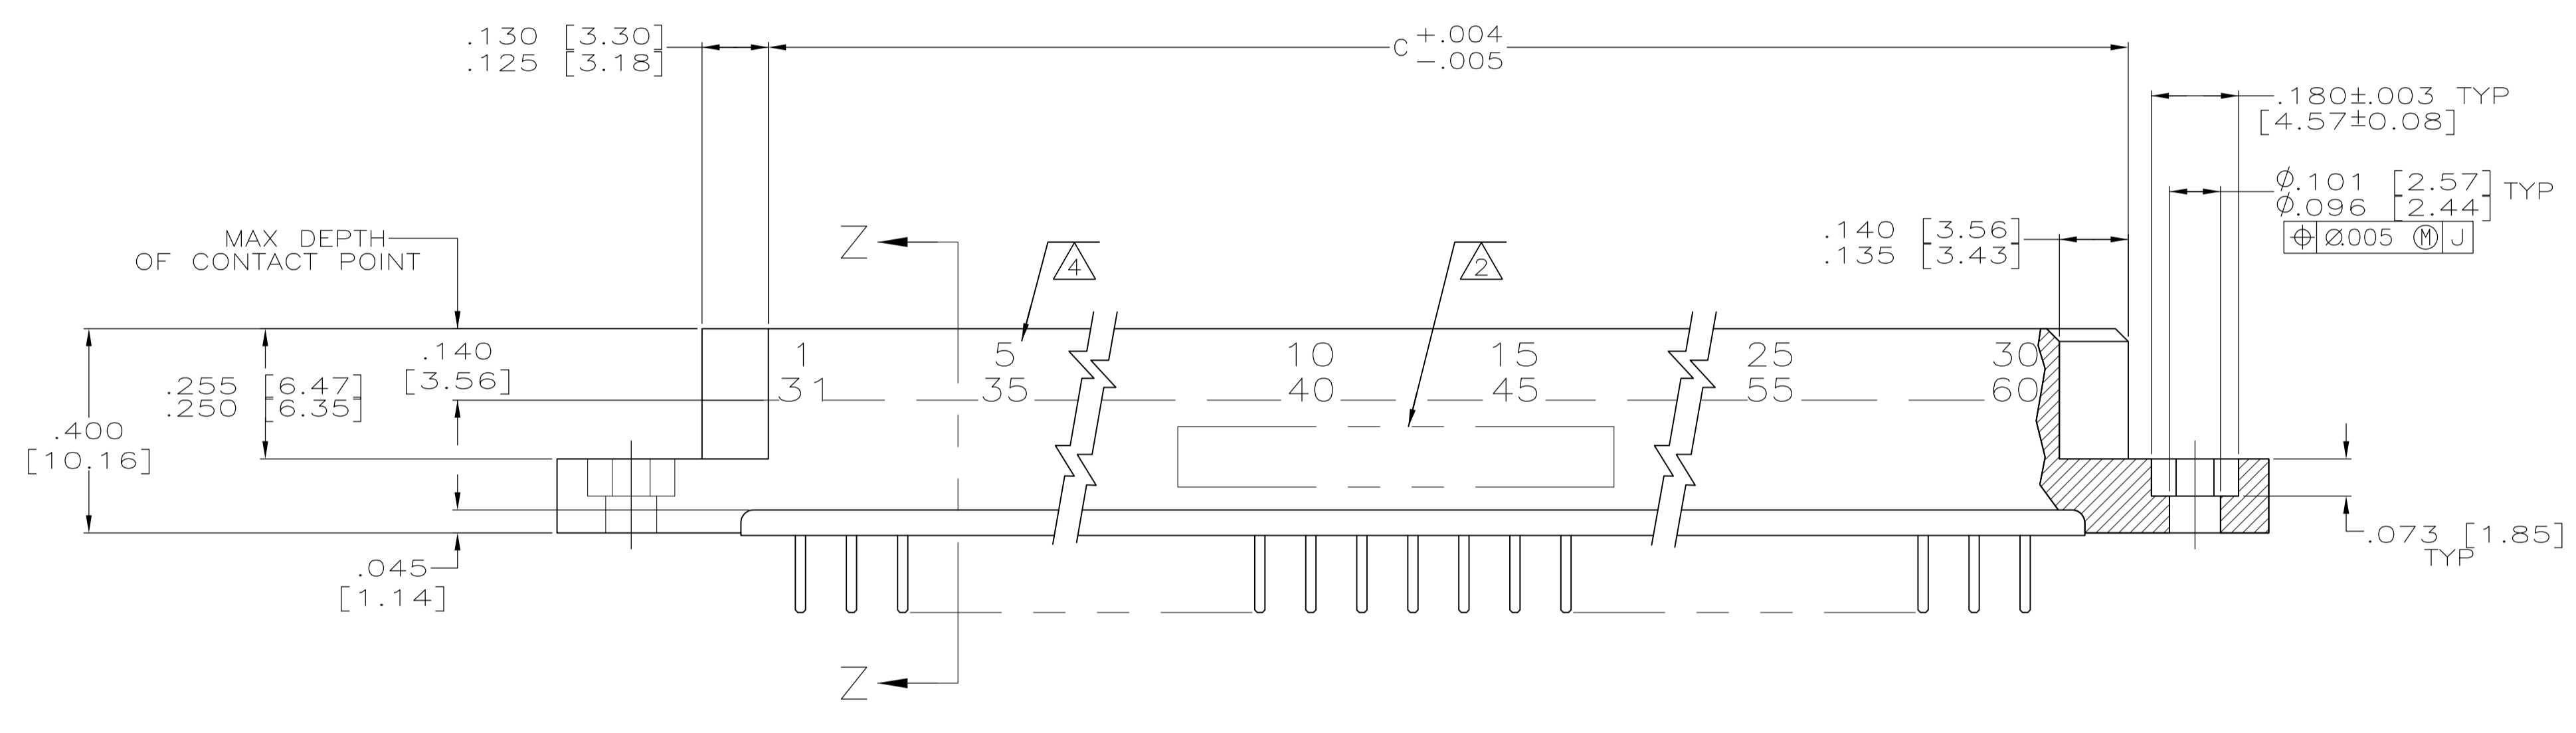 .130 [3.30]
.125 [3.18]
C +.004
-.005
.180±.003 TYP
[4.57±0.08]
Ø.101 [2.57] TYP
Ø.096 [2.44]
⌖ Ø.005 Ⓜ J
MAX DEPTH
OF CONTACT POINT
Z
4
2
.140 [3.56]
.135 [3.43]
.140
[3.56]
.255 [6.47]
.250 [6.35]
.400
[10.16]
1 5 10 15 25 30
31 35 40 45 55 60
.073 [1.85]
TYP
.045
[1.14]
Z